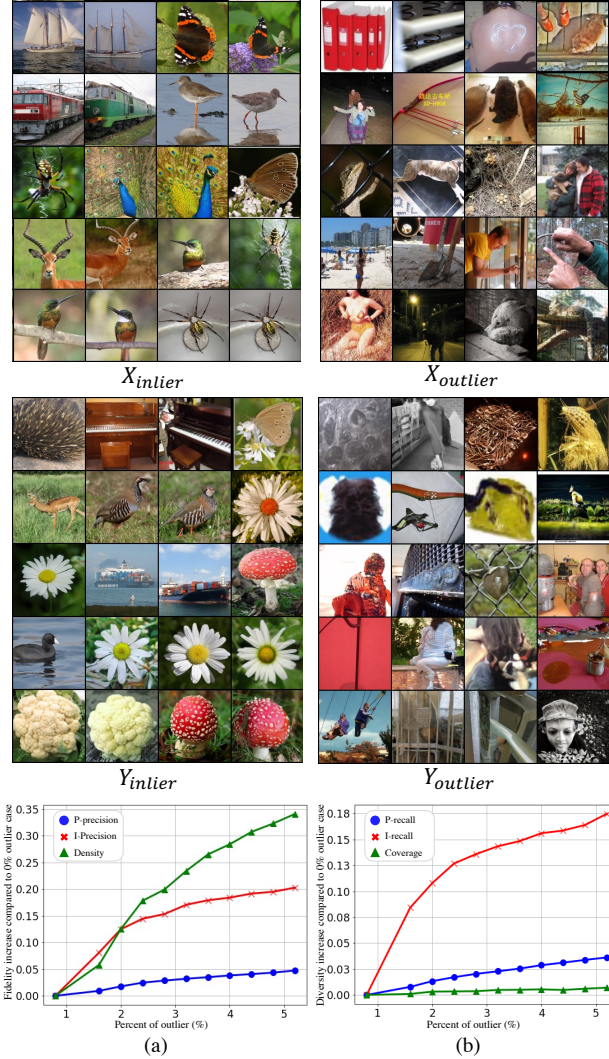 X_inlier
X_outlier
Y_inlier
Y_outlier
Fidelity increase compared to 0% outlier case
0.35
0.30
0.25
0.20
0.15
0.10
0.05
0.00
P-precision
I-Precision
Density
1
2
3
4
5
Percent of outlier (%)
(a)
Diversity increase compared to 0% outlier case
0.18
0.15
0.13
0.10
0.08
0.05
0.03
0.00
P-recall
I-recall
Coverage
1
2
3
4
5
Percent of outlier (%)
(b)